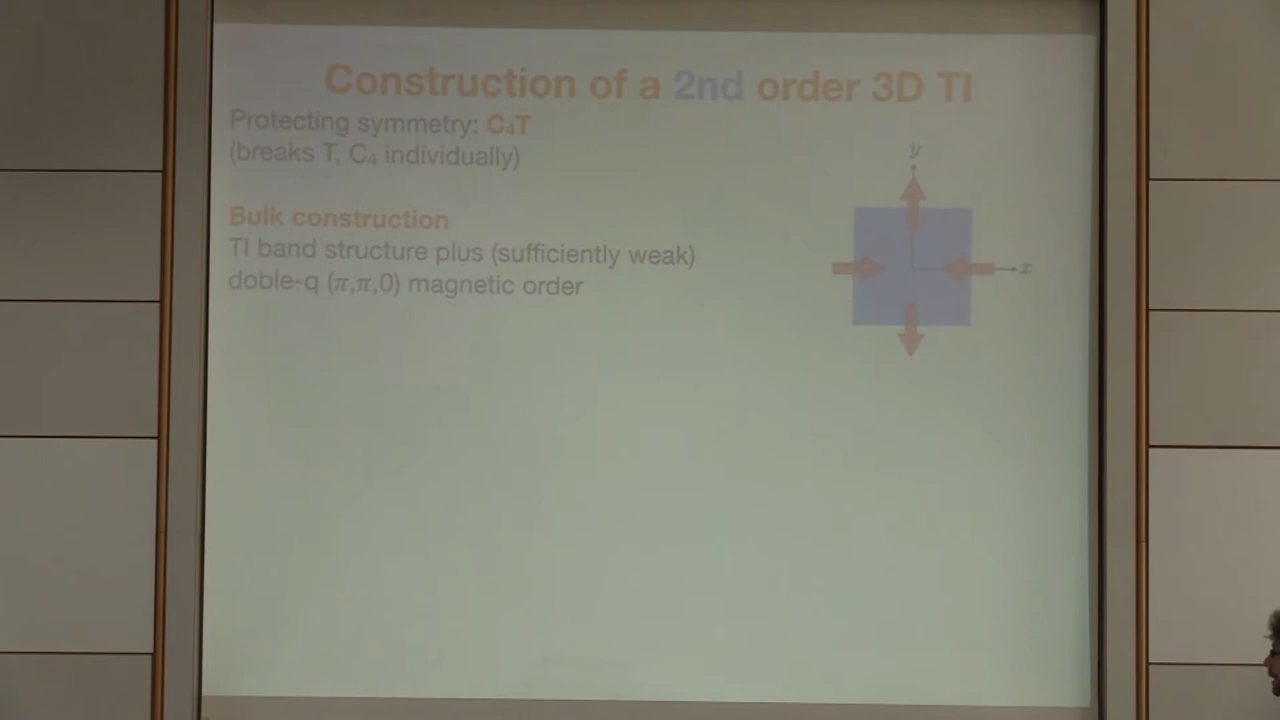 Construction of a 2nd order 3D TI
Protecting symmetry: C₄T
(breaks T, C₄ individually)
Bulk construction
TI band structure plus (sufficiently weak)
doble-q (π,π,0) magnetic order
y
x